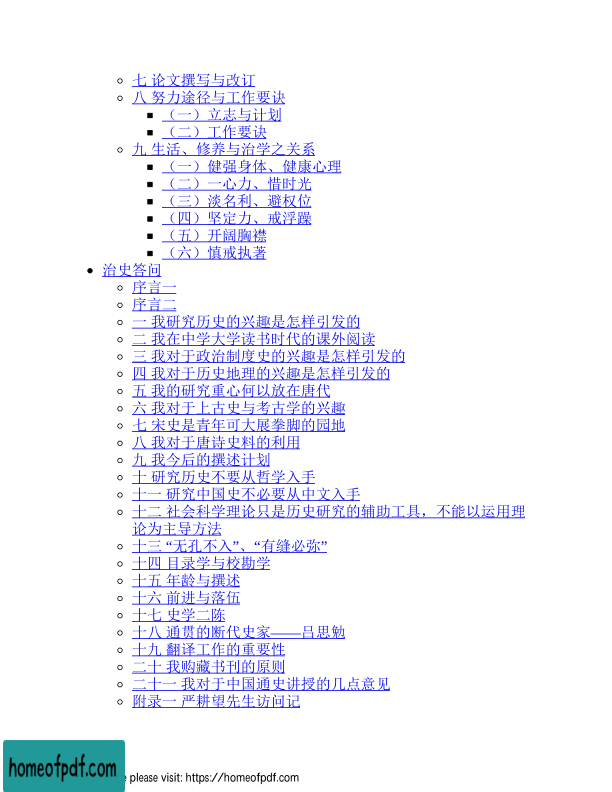 七 论文撰写与改订
八 努力途径与工作要诀
（一）立志与计划
（二）工作要诀
九 生活、修养与治学之关系
（一）健强身体、健康心理
（二）一心力、惜时光
（三）淡名利、避权位
（四）坚定力、戒浮躁
（五）开阔胸襟
（六）慎戒执著
治史答问
序言一
序言二
一 我研究历史的兴趣是怎样引发的
二 我在中学大学读书时代的课外阅读
三 我对于政治制度史的兴趣是怎样引发的
四 我对于历史地理的兴趣是怎样引发的
五 我的研究重心何以放在唐代
六 我对于上古史与考古学的兴趣
七 宋史是青年可大展拳脚的园地
八 我对于唐诗史料的利用
九 我今后的撰述计划
十 研究历史不要从哲学入手
十一 研究中国史不必要从中文入手
十二 社会科学理论只是历史研究的辅助工具，不能以运用理
论为主导方法
十三 “无孔不入”、“有缝必弥”
十四 目录学与校勘学
十五 年龄与撰述
十六 前进与落伍
十七 史学二陈
十八 通贯的断代史家——吕思勉
十九 翻译工作的重要性
二十 我购藏书刊的原则
二十一 我对于中国通史讲授的几点意见
附录一 严耕望先生访问记
homeofpdf.com
please visit: https://homeofpdf.com